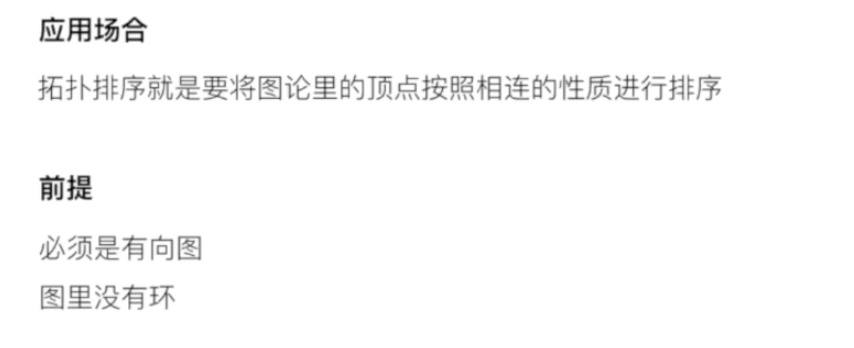 应用场合
拓扑排序就是要将图论里的顶点按照相连的性质进行排序
前提
必须是有向图
图里没有环